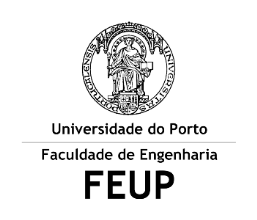 Universidade do Porto
Faculdade de Engenharia
FEUP